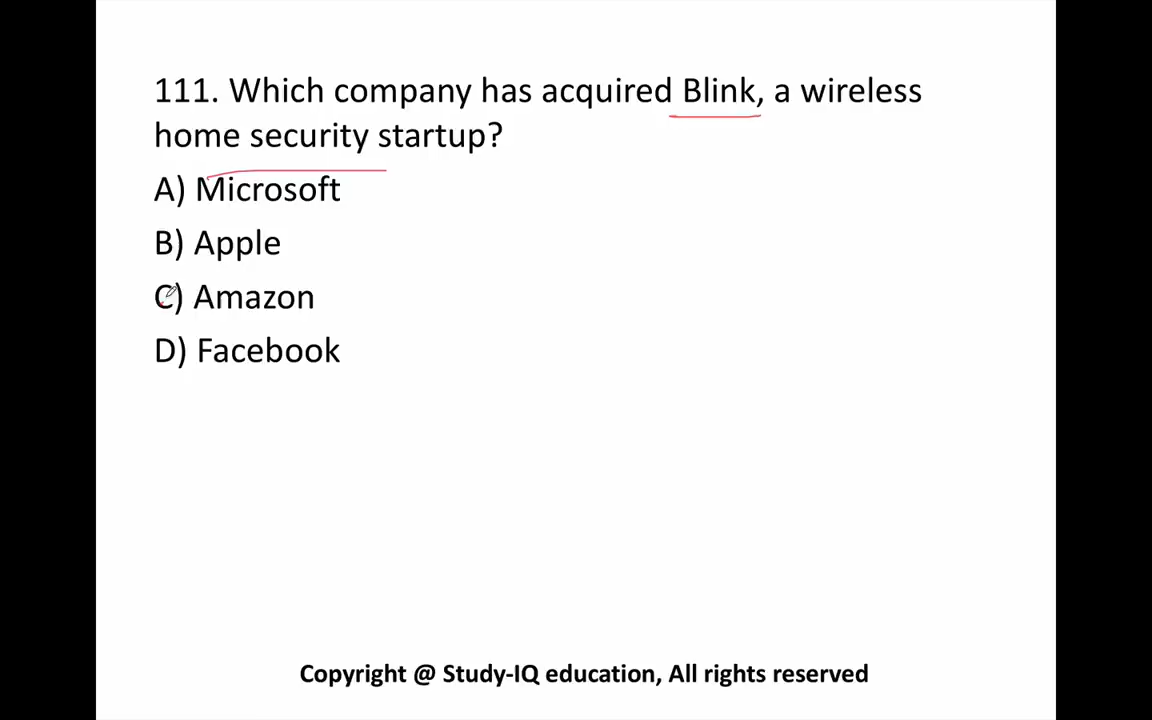 111. Which company has acquired Blink, a wireless
home security startup?
A) Microsoft
B) Apple
C) Amazon
D) Facebook
Copyright @ Study-IQ education, All rights reserved